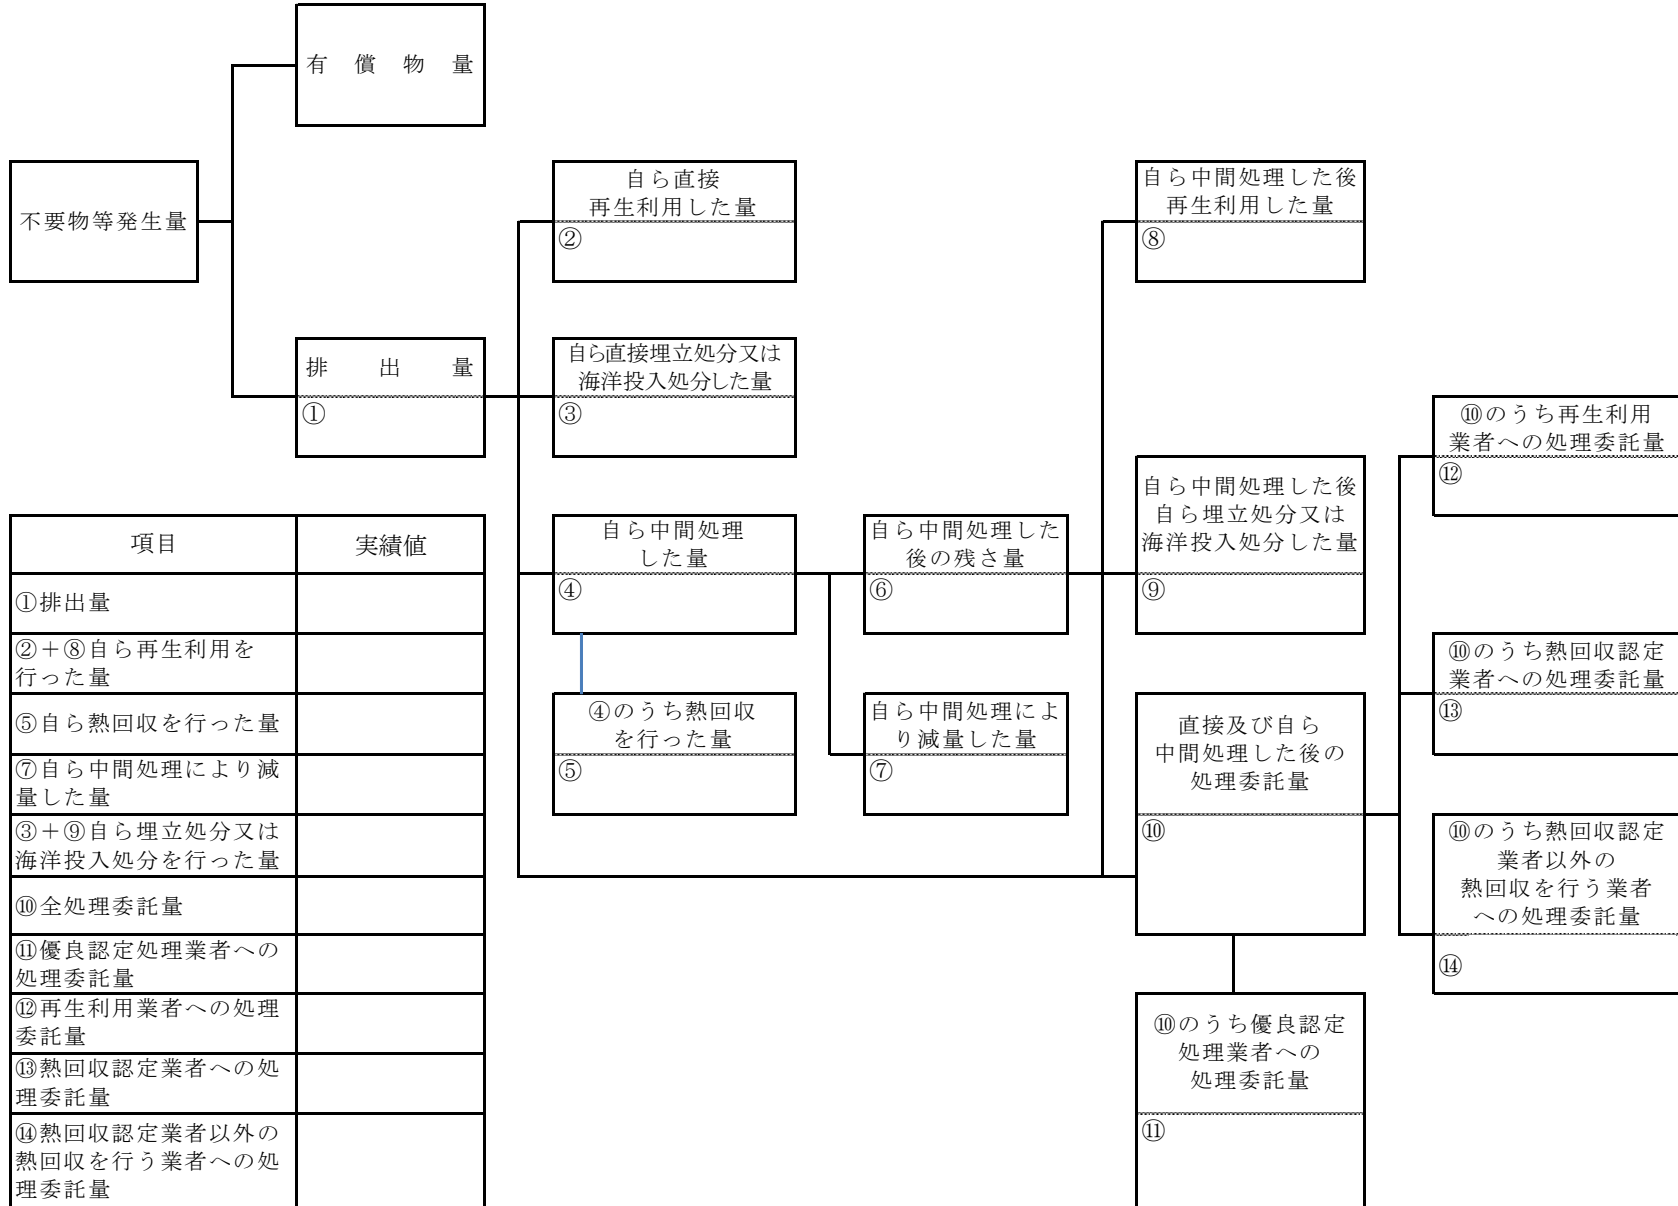 有償物量
不要物等発生量
排出量
①
自ら直接
再生利用した量
②
自ら直接埋立処分又は
海洋投入処分した量
③
自ら中間処理
した量
④
④のうち熱回収
を行った量
⑤
自ら中間処理した
後の残さ量
⑥
自ら中間処理によ
り減量した量
⑦
自ら中間処理した後
再生利用した量
⑧
自ら中間処理した後
自ら埋立処分又は
海洋投入処分した量
⑨
直接及び自ら
中間処理した後の
処理委託量
⑩
⑩のうち優良認定
処理業者への
処理委託量
⑪
⑩のうち再生利用
業者への処理委託量
⑫
⑩のうち熱回収認定
業者への処理委託量
⑬
⑩のうち熱回収認定
業者以外の
熱回収を行う業者
への処理委託量
⑭
項目 実績値
①排出量
②+⑧自ら再生利用を
行った量
⑤自ら熱回収を行った量
⑦自ら中間処理により減
量した量
③+⑨自ら埋立処分又は
海洋投入処分を行った量
⑩全処理委託量
⑪優良認定処理業者への
処理委託量
⑫再生利用業者への処理
委託量
⑬熱回収認定業者への処
理委託量
⑭熱回収認定業者以外の
熱回収を行う業者への処
理委託量